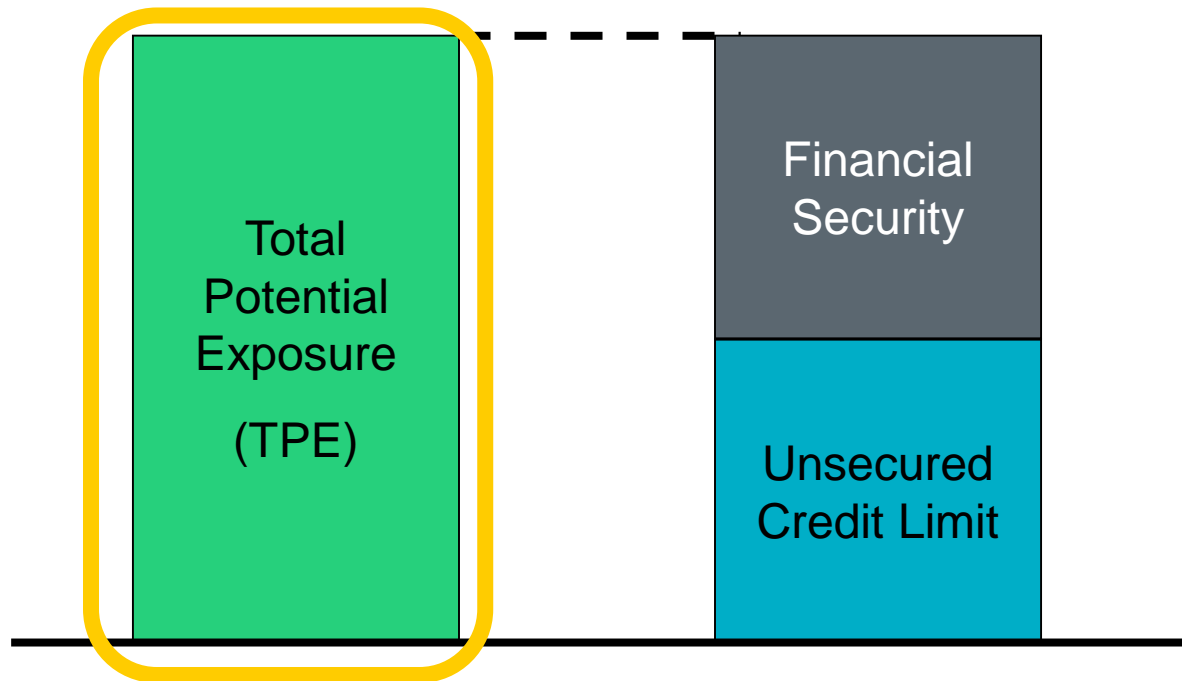 Total
Potential
Exposure
(TPE)
Financial
Security
Unsecured
Credit Limit